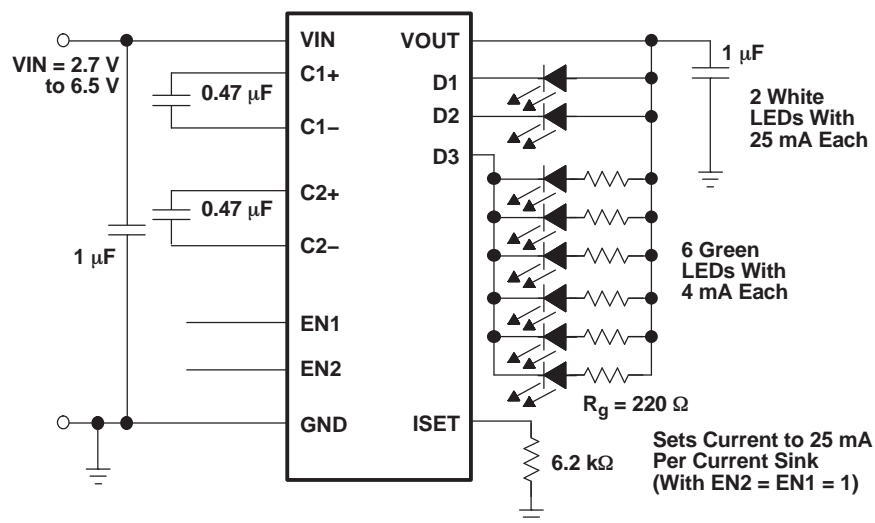 VIN
VOUT
VIN = 2.7 V
to 6.5 V
C1+
0.47 μF
C1−
D1
D2
D3
1 μF
2 White
LEDs With
25 mA Each
C2+
0.47 μF
C2−
1 μF
6 Green
LEDs With
4 mA Each
EN1
EN2
Rg = 220 Ω
GND
ISET
6.2 kΩ
Sets Current to 25 mA
Per Current Sink
(With EN2 = EN1 = 1)